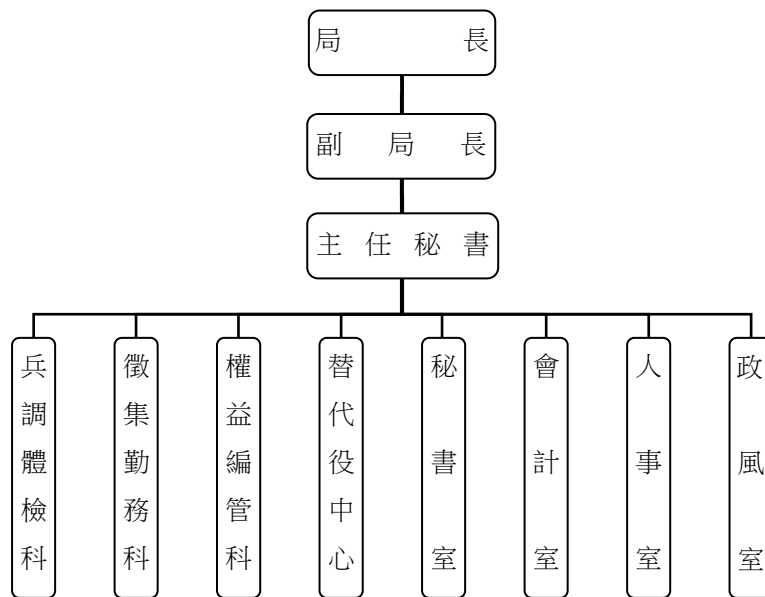 局長
副局長
主任秘書
兵調體檢科
徵集勤務科
權益編管科
替代役中心
秘書室
會計室
人事室
政風室